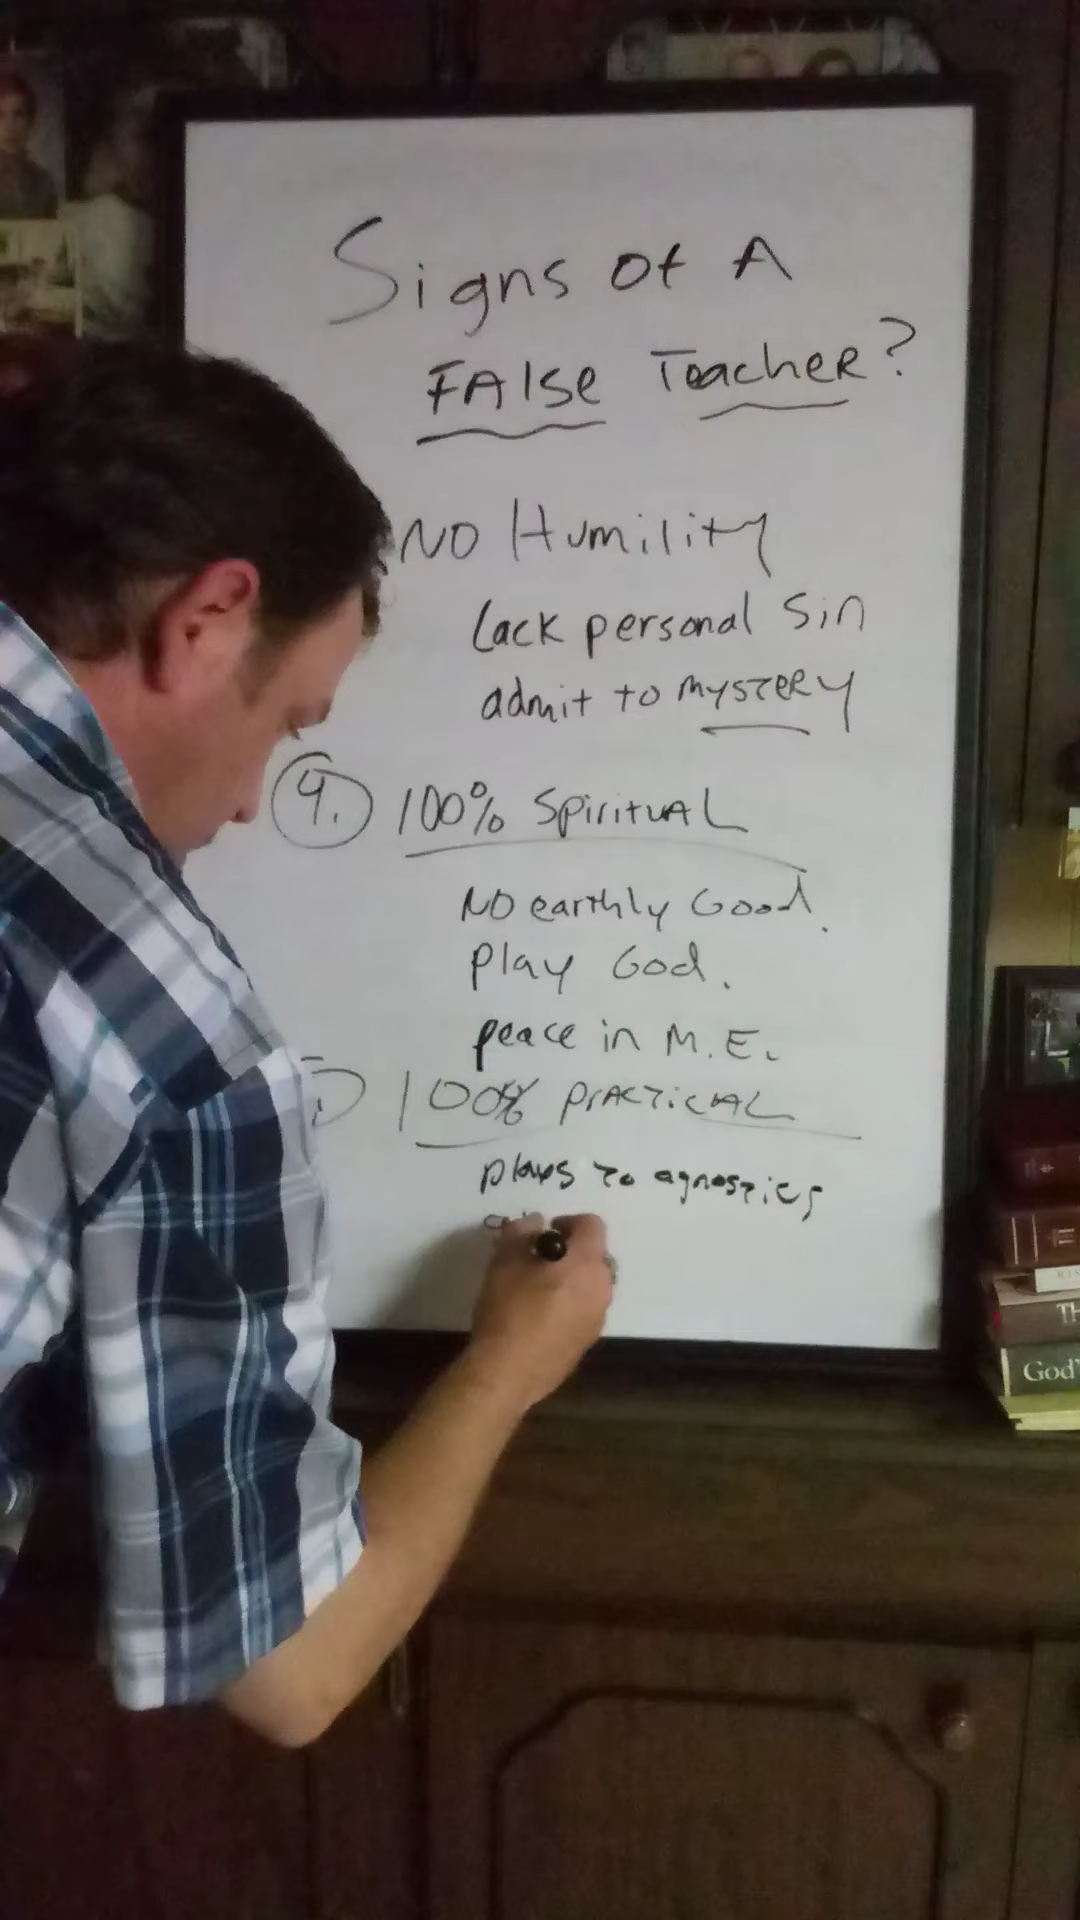 Signs of A
FAlse Teacher?
NO Humility
Lack personal Sin
admit to mystery
4. 100% SpirituAL
NO earthly Good.
play God.
peace in M.E.
100% prActicAL
plays to agnostics
God'